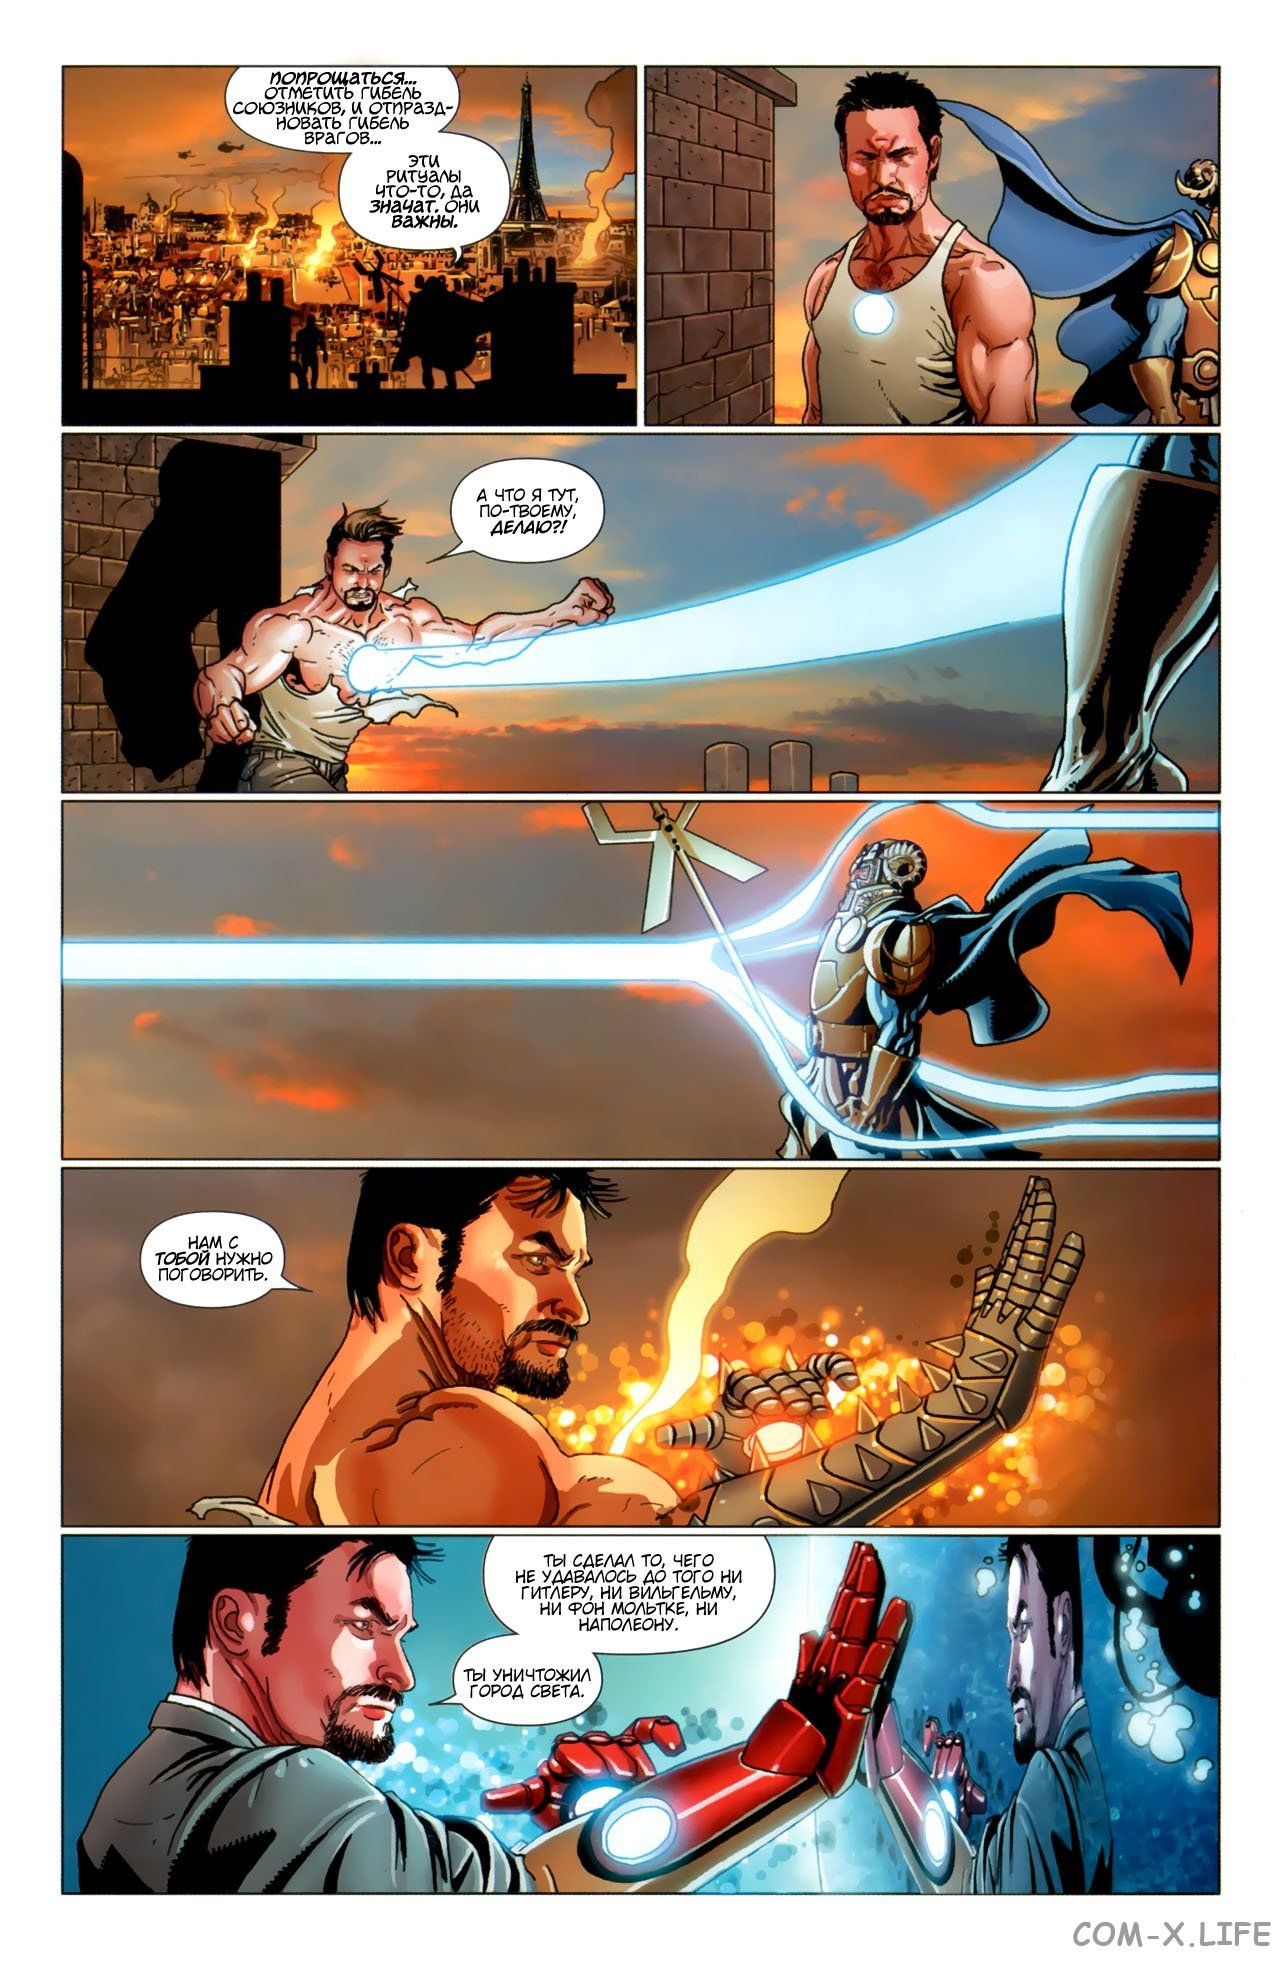 ПОПРОЩАТЬСЯ...
ОТМЕТИТЬ ГИБЕЛЬ
СОЮЗНИКОВ, И ОТПРАЗД-
НОВАТЬ ГИБЕЛЬ
ВРАГОВ...
ЭТИ
РИТУАЛЫ
ЧТО-ТО, ДА
ЗНАЧАТ. ОНИ
ВАЖНЫ.
А ЧТО Я ТУТ,
ПО-ТВОЕМУ,
ДЕЛАЮ?!
НАМ С
ТОБОЙ НУЖНО
ПОГОВОРИТЬ.
ТЫ СДЕЛАЛ ТО, ЧЕГО
НЕ УДАВАЛОСЬ ДО ТОГО НИ
ГИТЛЕРУ, НИ ВИЛЬГЕЛЬМУ,
НИ ФОН МОЛЬТКЕ, НИ
НАПОЛЕОНУ.
ТЫ УНИЧТОЖИЛ
ГОРОД СВЕТА.
COM-X.LIFE